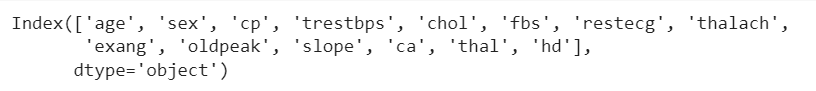 Index(['age', 'sex', 'cp', 'trestbps', 'chol', 'fbs', 'restecg', 'thalach',
'exang', 'oldpeak', 'slope', 'ca', 'thal', 'hd'],
dtype='object')